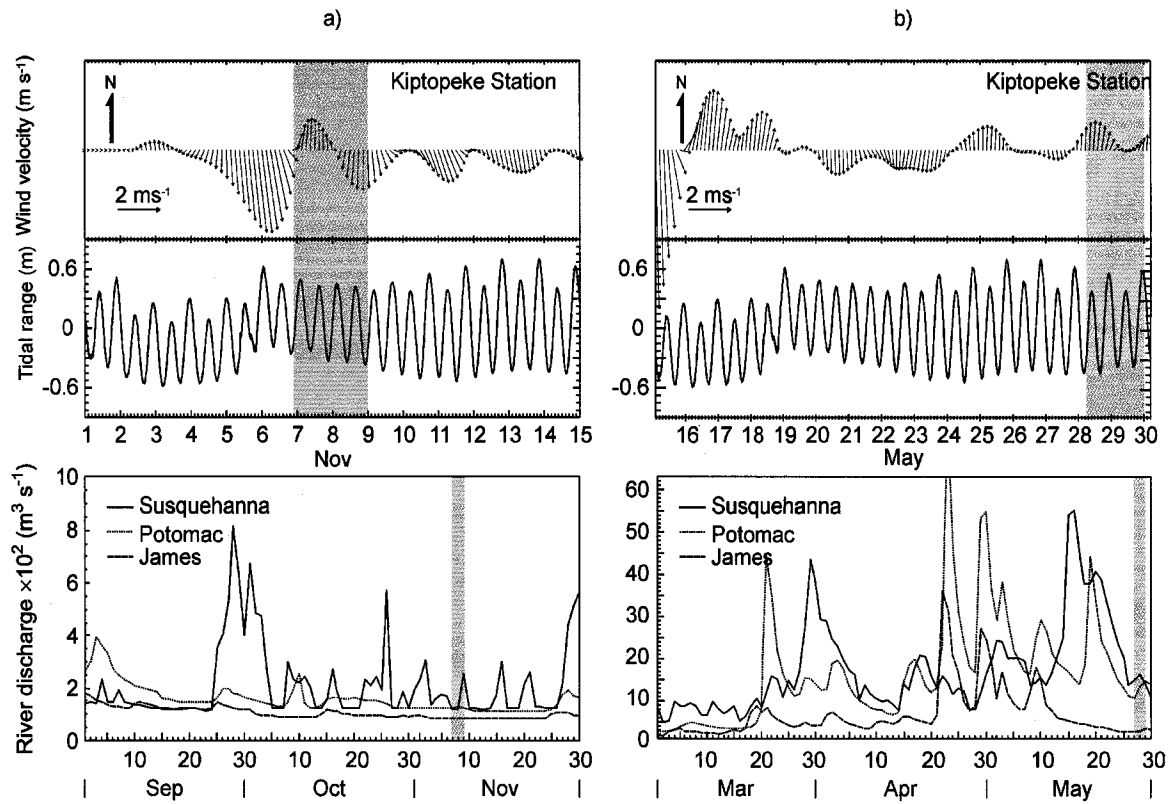 a)
b)
Wind velocity (m s-1)
N
Kiptopeke Station
2 ms-1
N
Kiptopeke Station
2 ms-1
Tidal range (m)
0.6
0
-0.6
0.6
0
-0.6
1 2 3 4 5 6 7 8 9 10 11 12 13 14 15
Nov
16 17 18 19 20 21 22 23 24 25 26 27 28 29 30
May
River discharge ×10² (m³ s-1)
10
8
6
4
2
0
Susquehanna
Potomac
James
60
50
40
30
20
10
0
Susquehanna
Potomac
James
10 20 30 10 20 30 10 20 30
| Sep | Oct | Nov |
10 20 30 10 20 30 10 20 30
| Mar | Apr | May |